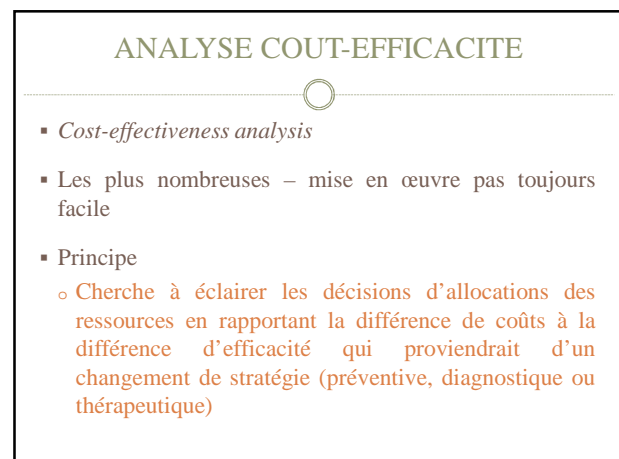 ANALYSE COUT-EFFICACITE
▪ Cost-effectiveness analysis
▪ Les plus nombreuses – mise en œuvre pas toujours
facile
▪ Principe
o Cherche à éclairer les décisions d’allocations des
ressources en rapportant la différence de coûts à la
différence d’efficacité qui proviendrait d’un
changement de stratégie (préventive, diagnostique ou
thérapeutique)